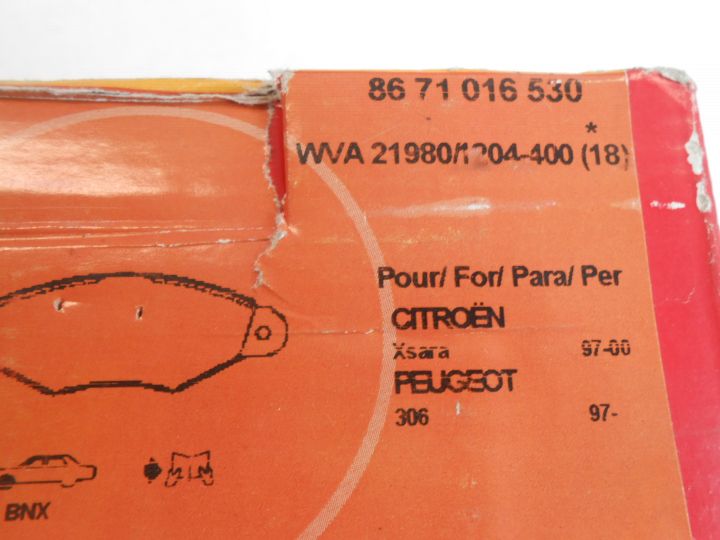 86 71 016 530
*
WVA 21980/1204-400 (18)
Pour/ For/ Para/ Per
CITROËN
Xsara 97-00
PEUGEOT
306 97-
BNX